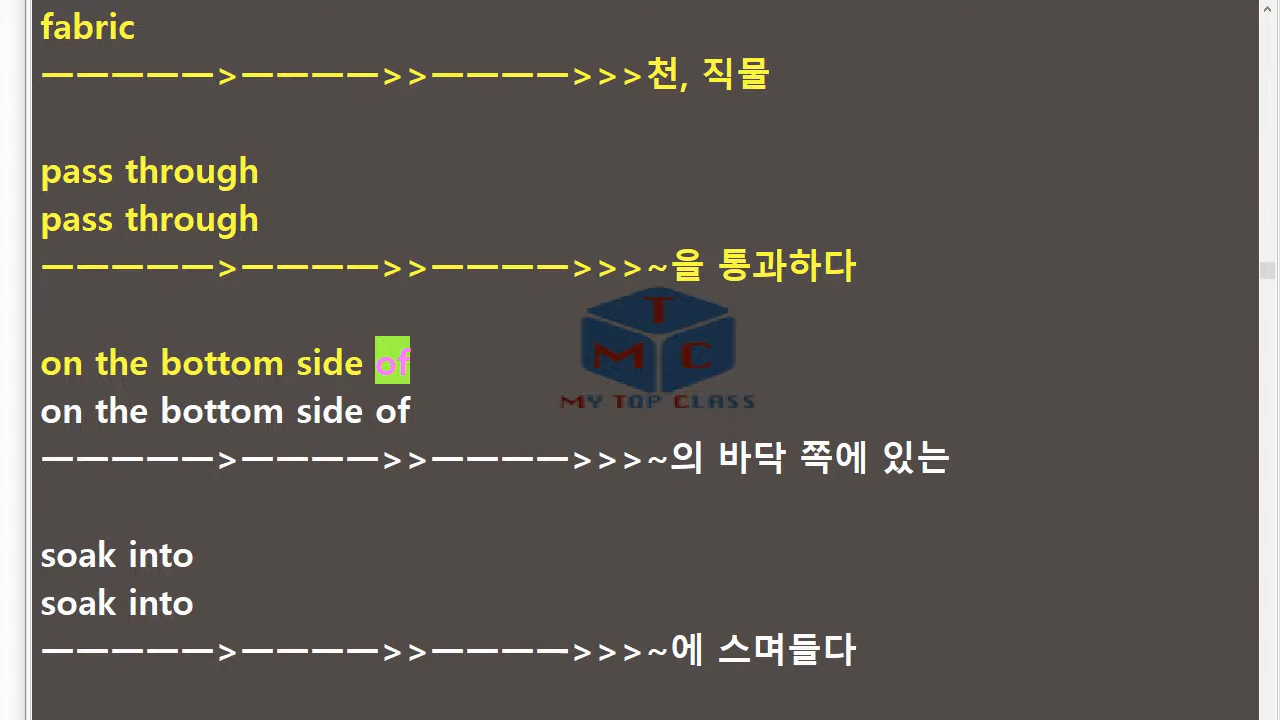 fabric
—————>————>>————>>>천, 직물
pass through
pass through
—————>————>>————>>>~을 통과하다
on the bottom side of
on the bottom side of
—————>————>>————>>>~의 바닥 쪽에 있는
soak into
soak into
—————>————>>————>>>~에 스며들다
T
M C
MY TOP CLASS